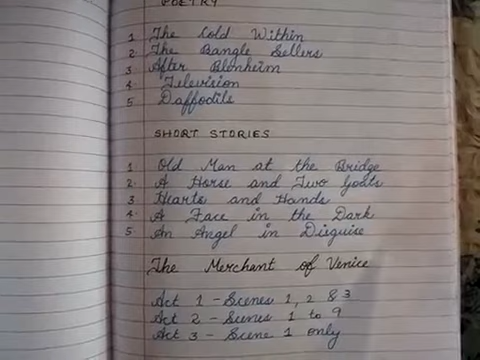 POETRY
1 The Cold Within
2. The Bangle Sellers
3 After Blenheim
4 Television
5 Daffodils
SHORT STORIES
1. Old Man at the Bridge
2. A Horse and Two Goats
3 Hearts and Hands
4. A Face in the Dark
5. An Angel in Disguise
The Merchant of Venice
Act 1 - Scenes 1, 2 & 3
Act 2 - Scenes 1 to 9
Act 3 - Scene 1 only